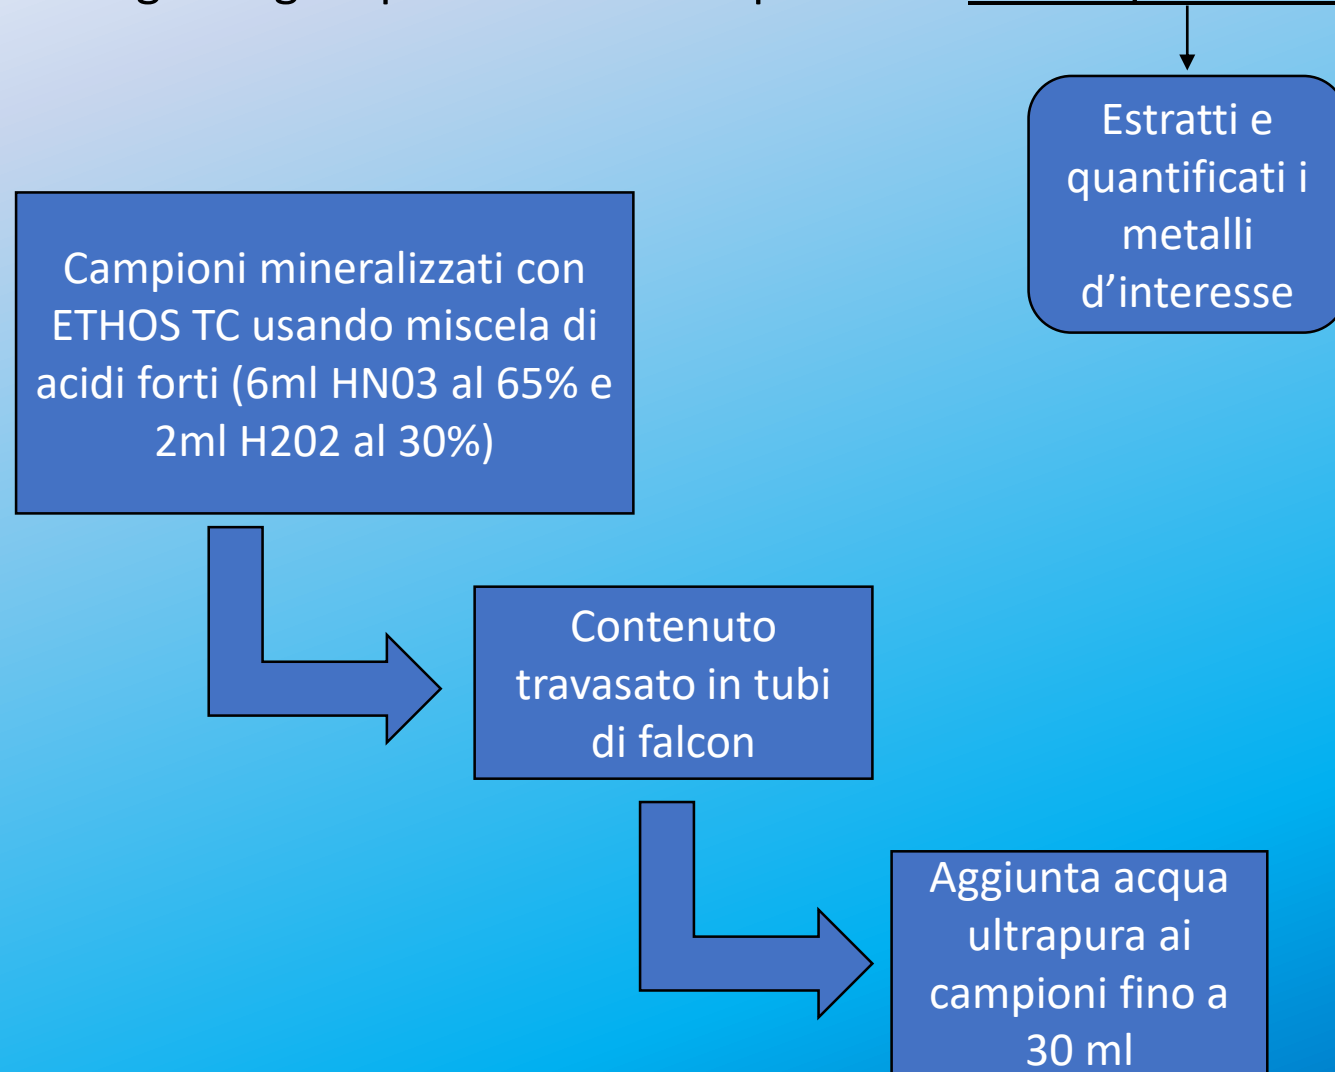 Estratti e
quantificati i
metalli
d’interesse
Campioni mineralizzati con
ETHOS TC usando miscela di
acidi forti (6ml HN03 al 65% e
2ml H202 al 30%)
Contenuto
travasato in tubi
di falcon
Aggiunta acqua
ultrapura ai
campioni fino a
30 ml